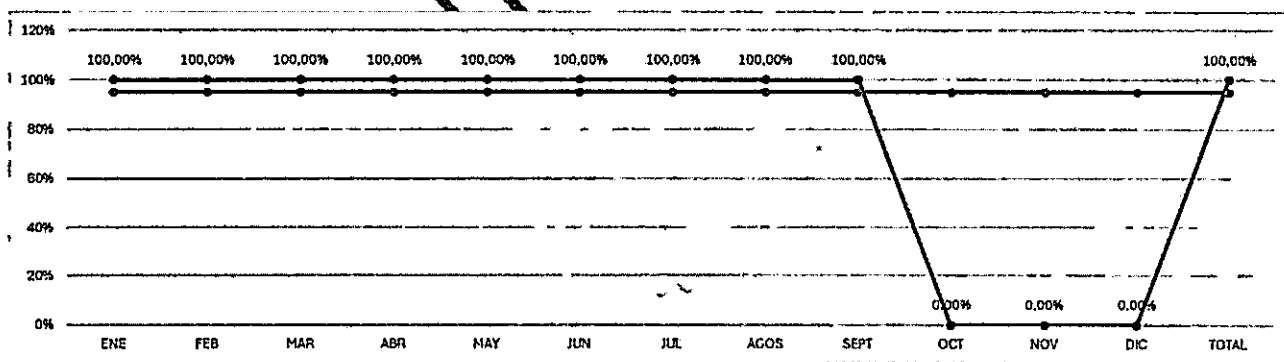 120%
100,00% 100,00% 100,00% 100,00% 100,00% 100,00% 100,00% 100,00% 100,00% 100,00%
100%
80%
60%
40%
20%
0,00% 0,00% 0,00%
0%
ENE FEB MAR ABR MAY JUN JUL AGOS SEPT OCT NOV DIC TOTAL